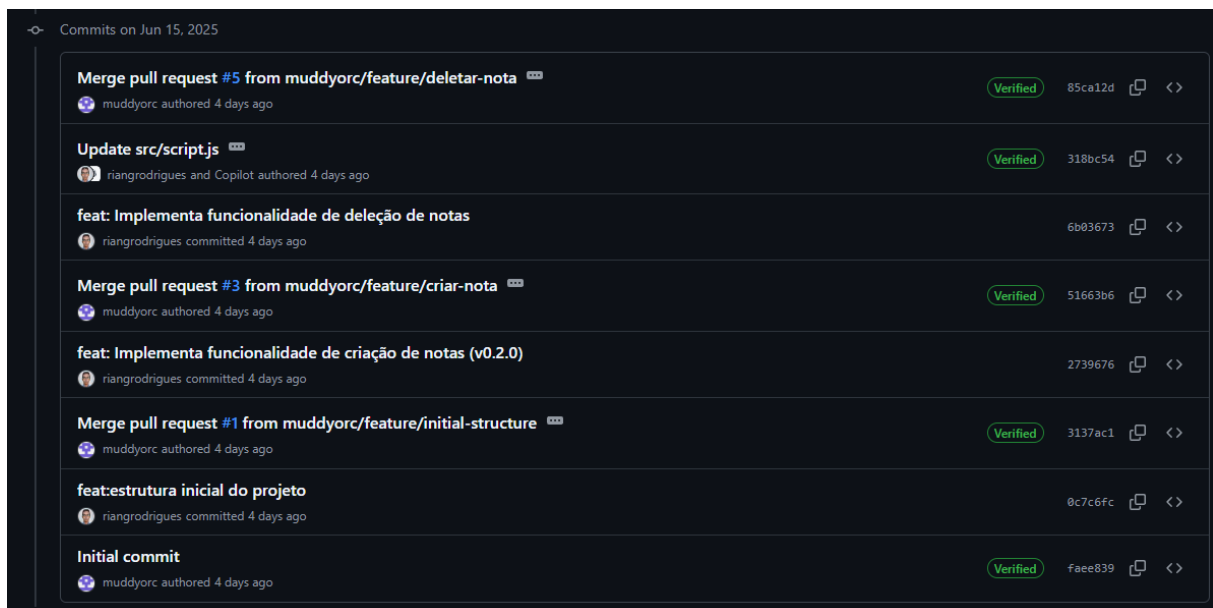 Commits on Jun 15, 2025
Merge pull request #5 from muddyorc/feature/deletar-nota
muddyorc authored 4 days ago
Verified
85ca12d
Update src/script.js
riangrodrigues and Copilot authored 4 days ago
Verified
318bc54
feat: Implementa funcionalidade de deleção de notas
riangrodrigues committed 4 days ago
6b03673
Merge pull request #3 from muddyorc/feature/criar-nota
muddyorc authored 4 days ago
Verified
51663b6
feat: Implementa funcionalidade de criação de notas (v0.2.0)
riangrodrigues committed 4 days ago
2739676
Merge pull request #1 from muddyorc/feature/initial-structure
muddyorc authored 4 days ago
Verified
3137ac1
feat:estrutura inicial do projeto
riangrodrigues committed 4 days ago
0c7c6fc
Initial commit
muddyorc authored 4 days ago
Verified
faee839